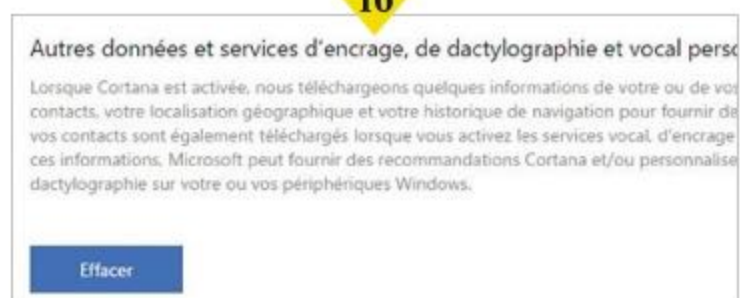 10
Autres données et services d'encrage, de dactylographie et vocal perso
Lorsque Cortana est activée, nous téléchargeons quelques informations de votre ou de vos
contacts, votre localisation géographique et votre historique de navigation pour fournir de
vos contacts sont également téléchargés lorsque vous activez les services vocal, d'encrage
ces informations, Microsoft peut fournir des recommandations Cortana et/ou personnalise
dactylographie sur votre ou vos périphériques Windows.
Effacer